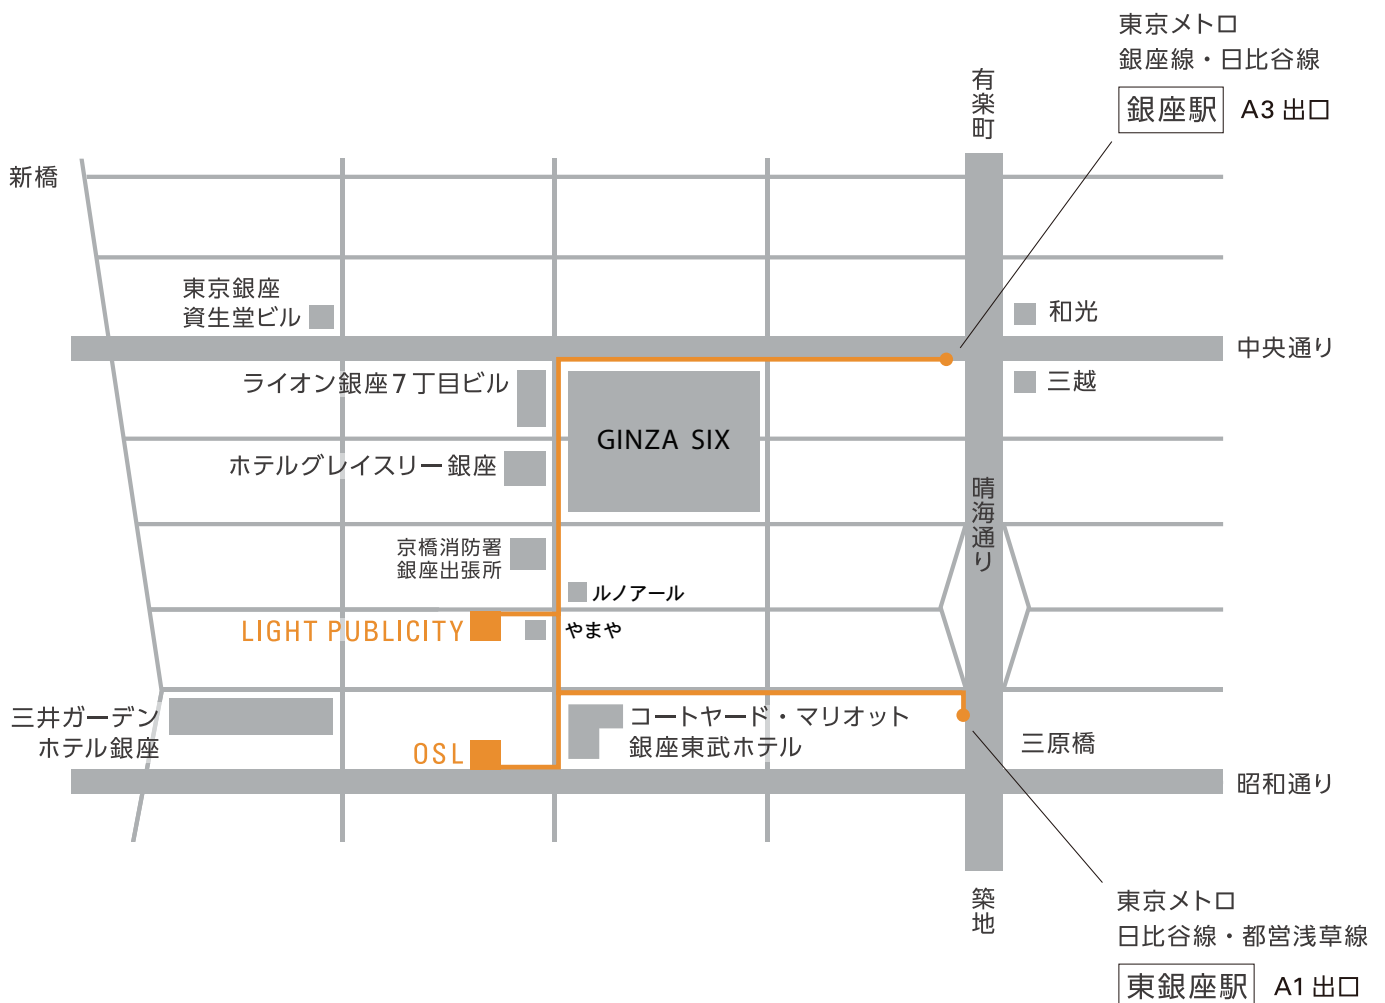 東京メトロ
銀座線・日比谷線
銀座駅 A3 出口
有楽町
新橋
東京銀座
資生堂ビル
和光
中央通り
ライオン銀座7丁目ビル
三越
GINZA SIX
ホテルグレイスリー銀座
晴海通り
京橋消防署
銀座出張所
ルノアール
LIGHT PUBLICITY
やまや
三井ガーデン
ホテル銀座
コートヤード・マリオット
銀座東武ホテル
OSL
三原橋
昭和通り
築地
東京メトロ
日比谷線・都営浅草線
東銀座駅 A1 出口